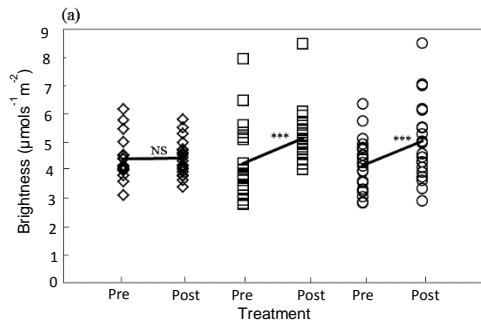 (a)
9
8
7
6
5
4
3
2
1
0
Brightness (µmols⁻¹m⁻²)
NS
***
***
Pre Post Pre Post Pre Post
Treatment